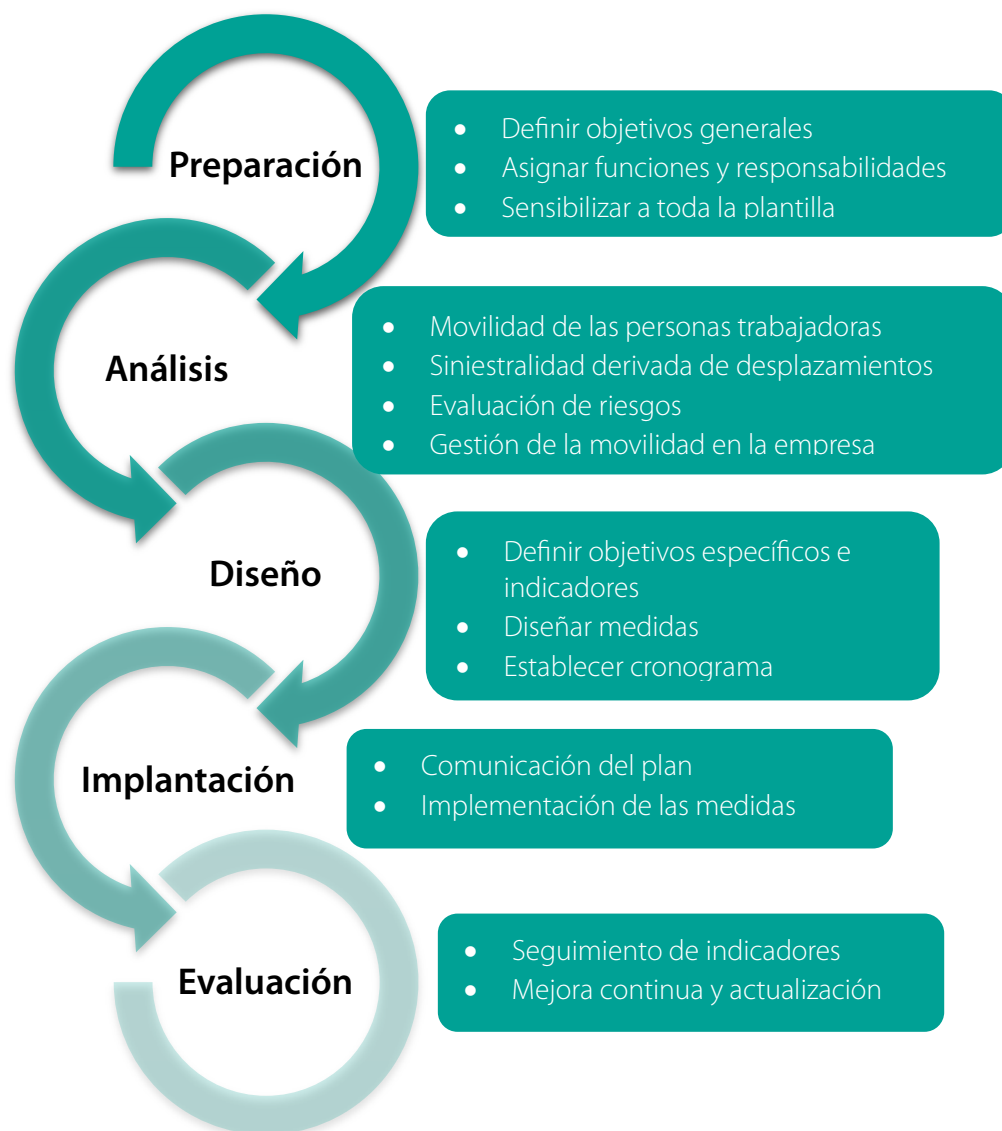 Preparación
• Definir objetivos generales
• Asignar funciones y responsabilidades
• Sensibilizar a toda la plantilla
Análisis
• Movilidad de las personas trabajadoras
• Siniestralidad derivada de desplazamientos
• Evaluación de riesgos
• Gestión de la movilidad en la empresa
Diseño
• Definir objetivos específicos e
indicadores
• Diseñar medidas
• Establecer cronograma
Implantación
• Comunicación del plan
• Implementación de las medidas
Evaluación
• Seguimiento de indicadores
• Mejora continua y actualización